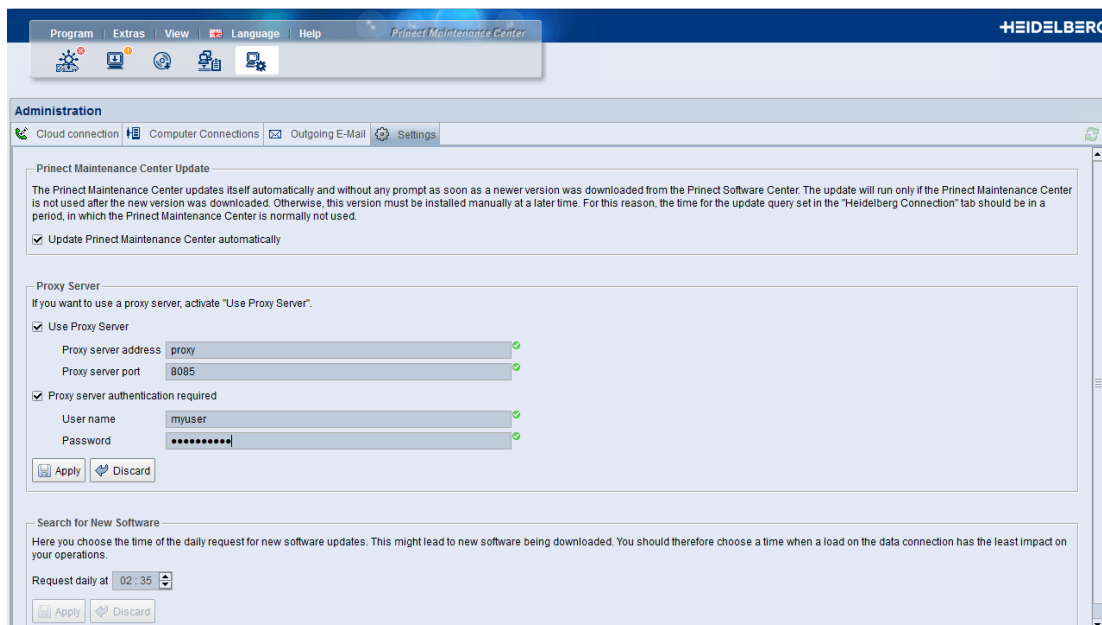 Program Extras View Language Help Prinect Maintenance Center
HEIDELBERG
Administration
Cloud connection Computer Connections Outgoing E-Mail Settings
Prinect Maintenance Center Update
The Prinect Maintenance Center updates itself automatically and without any prompt as soon as a newer version was downloaded from the Prinect Software Center. The update will run only if the Prinect Maintenance Center
is not used after the new version was downloaded. Otherwise, this version must be installed manually at a later time. For this reason, the time for the update query set in the "Heidelberg Connection" tab should be in a
period, in which the Prinect Maintenance Center is normally not used.
Update Prinect Maintenance Center automatically
Proxy Server
If you want to use a proxy server, activate "Use Proxy Server".
Use Proxy Server
Proxy server address proxy
Proxy server port 8085
Proxy server authentication required
User name myuser
Password ●●●●●●●●●●
Apply Discard
Search for New Software
Here you choose the time of the daily request for new software updates. This might lead to new software being downloaded. You should therefore choose a time when a load on the data connection has the least impact on
your operations.
Request daily at 02:35
Apply Discard